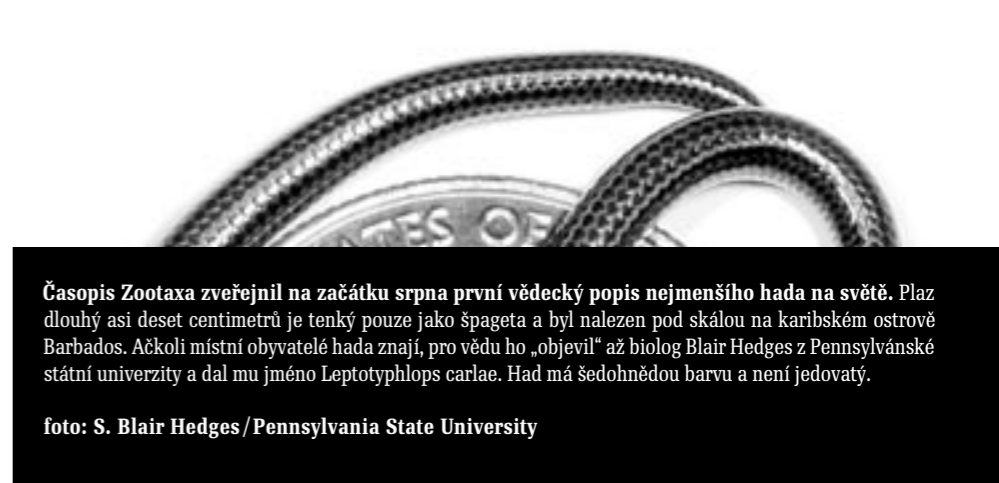 ATES OF
Časopis Zootaxa zveřejnil na začátku srpna první vědecký popis nejmenšího hada na světě. Plaz
dlouhý asi deset centimetrů je tenký pouze jako špageta a byl nalezen pod skálou na karibském ostrově
Barbados. Ačkoli místní obyvatelé hada znají, pro vědu ho „objevil“ až biolog Blair Hedges z Pennsylvánské
státní univerzity a dal mu jméno Leptotyphlops carlae. Had má šedohnědou barvu a není jedovatý.
foto: S. Blair Hedges/Pennsylvania State University